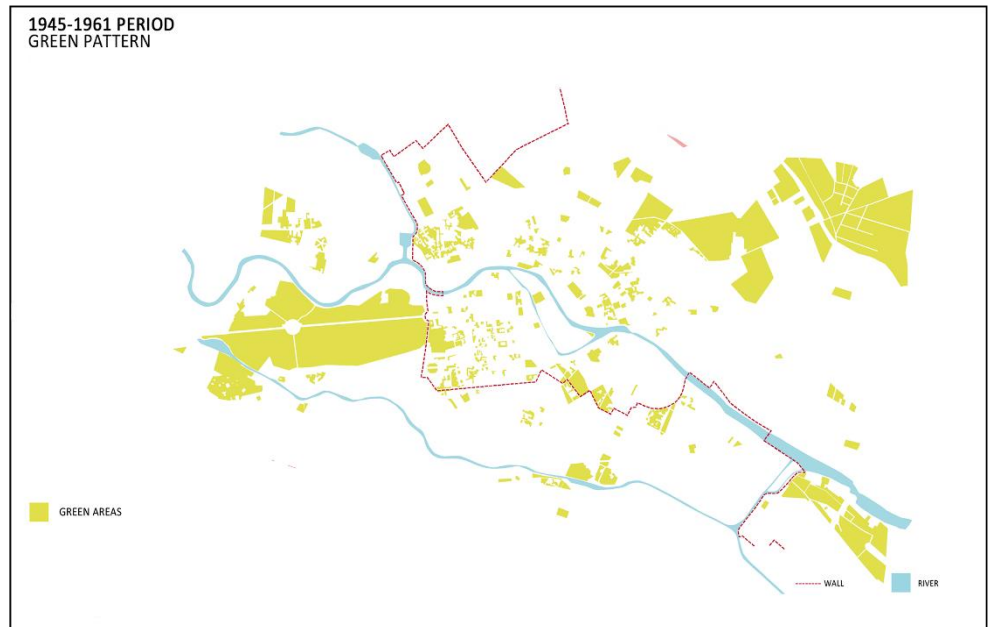 1945-1961 PERIOD
GREEN PATTERN
GREEN AREAS
WALL
RIVER